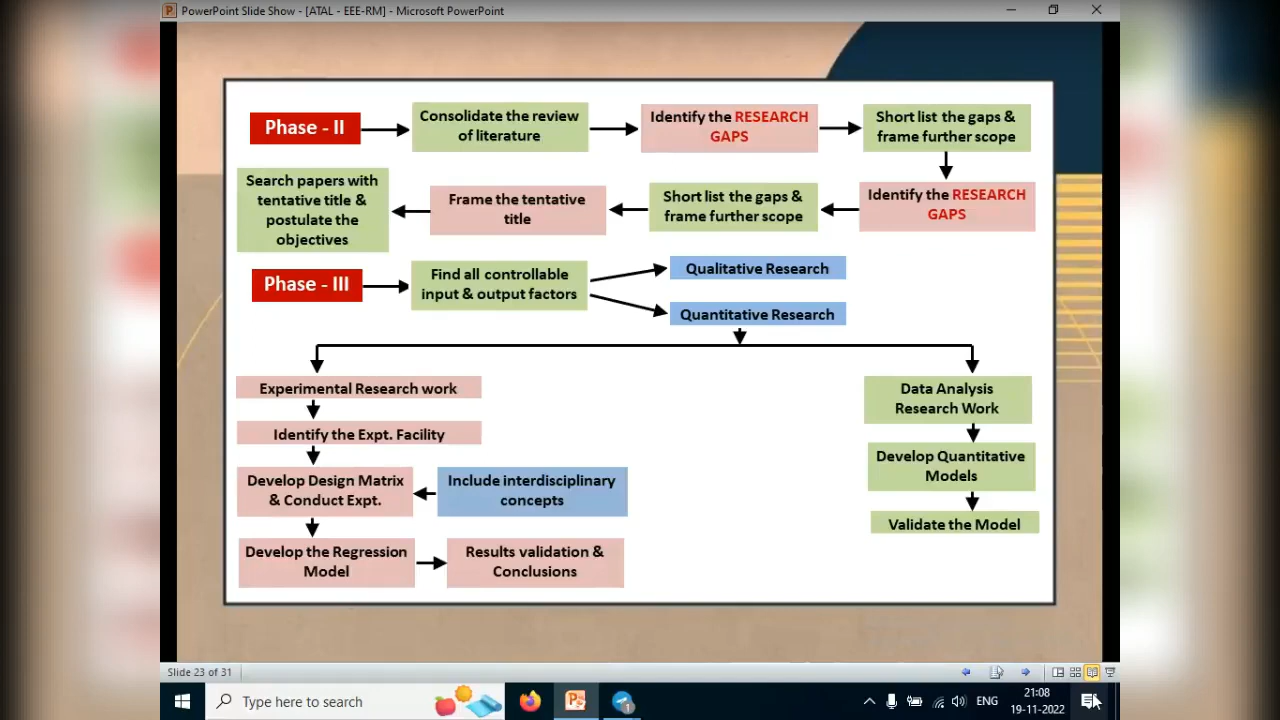 PowerPoint Slide Show - [ATAL - EEE-RM] - Microsoft PowerPoint
Phase - II
Consolidate the review
of literature
Identify the RESEARCH
GAPS
Short list the gaps &
frame further scope
Identify the RESEARCH
GAPS
Short list the gaps &
frame further scope
Frame the tentative
title
Search papers with
tentative title &
postulate the
objectives
Phase - III
Find all controllable
input & output factors
Qualitative Research
Quantitative Research
Experimental Research work
Identify the Expt. Facility
Develop Design Matrix
& Conduct Expt.
Include interdisciplinary
concepts
Develop the Regression
Model
Results validation &
Conclusions
Data Analysis
Research Work
Develop Quantitative
Models
Validate the Model
Slide 23 of 31
Type here to search
ENG
21:08
19-11-2022